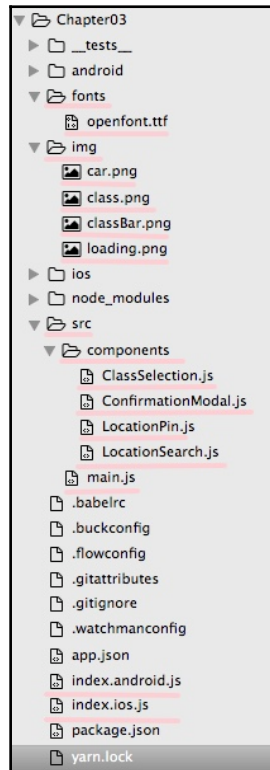 Chapter03
__tests__
android
fonts
openfont.ttf
img
car.png
class.png
classBar.png
loading.png
ios
node_modules
src
components
ClassSelection.js
ConfirmationModal.js
LocationPin.js
LocationSearch.js
main.js
.babelrc
.buckconfig
.flowconfig
.gitattributes
.gitignore
.watchmanconfig
app.json
index.android.js
index.ios.js
package.json
yarn.lock